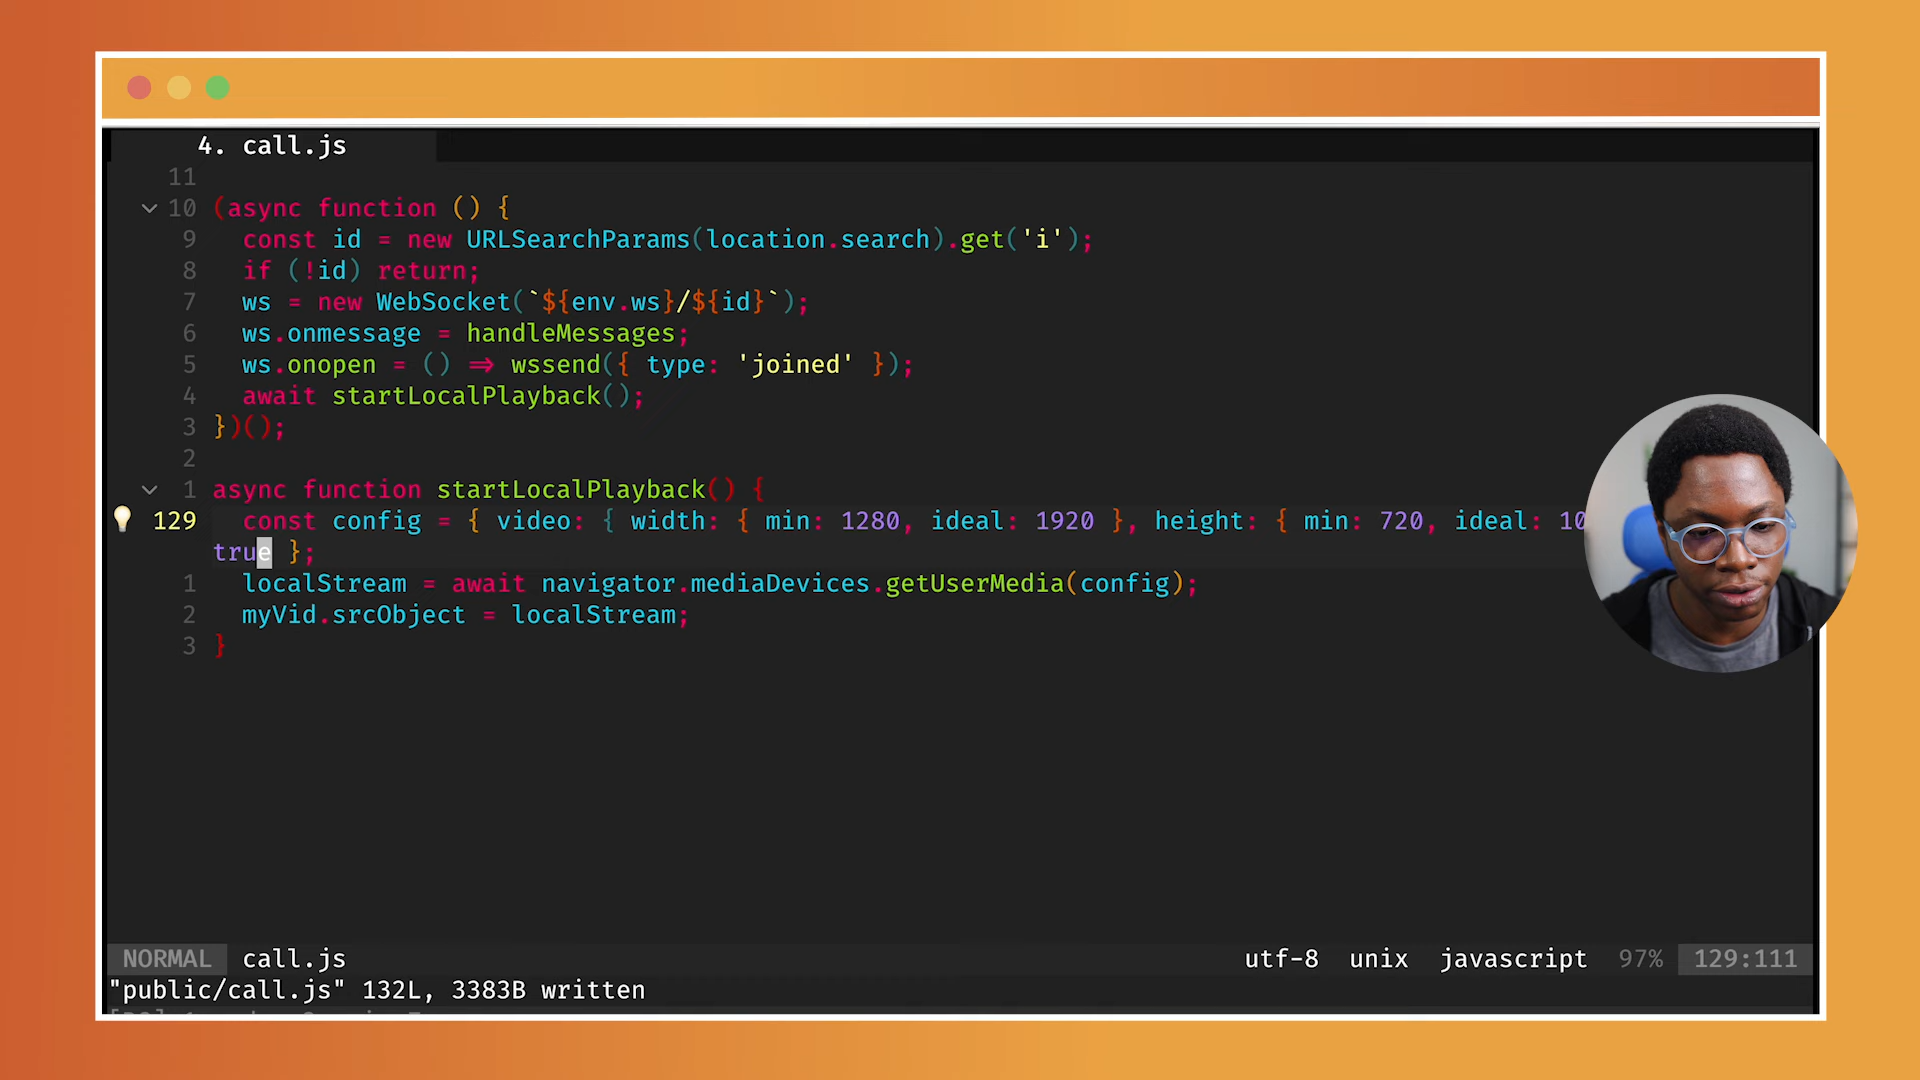 4. call.js
11
10 (async function () {
9 const id = new URLSearchParams(location.search).get('i');
8 if (!id) return;
7 ws = new WebSocket(`${env.ws}/${id}`);
6 ws.onmessage = handleMessages;
5 ws.onopen = () => wssend({ type: 'joined' });
4 await startLocalPlayback();
3 })();
2
1 async function startLocalPlayback() {
129 const config = { video: { width: { min: 1280, ideal: 1920 }, height: { min: 720, ideal: 10
true };
1 localStream = await navigator.mediaDevices.getUserMedia(config);
2 myVid.srcObject = localStream;
3 }
NORMAL call.js utf-8 unix javascript 97% 129:111
"public/call.js" 132L, 3383B written